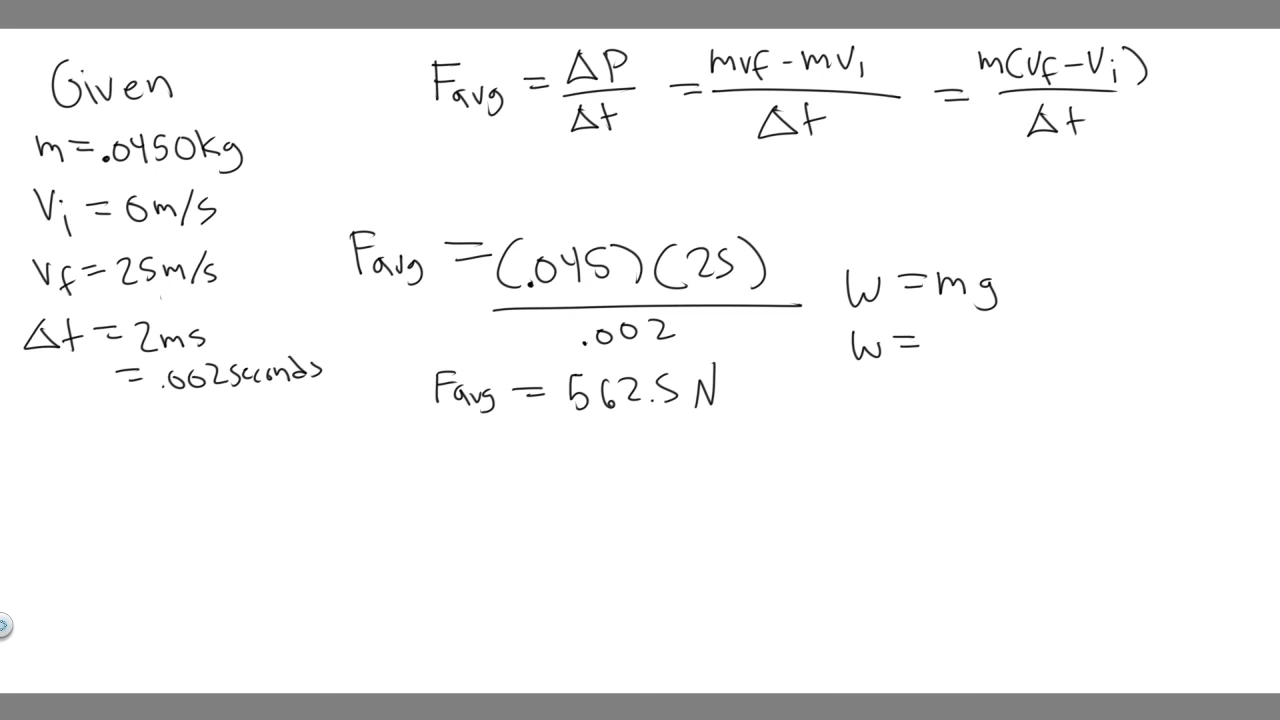 Given
m = .0450kg
Vi = 0m/s
Vf = 25m/s
Δt = 2ms
= .002seconds
Favg = ΔP/Δt = (mvf - mVi)/Δt = m(Vf - Vi)/Δt
Favg = (.045)(25)/.002
Favg = 562.5 N
W = mg
W =